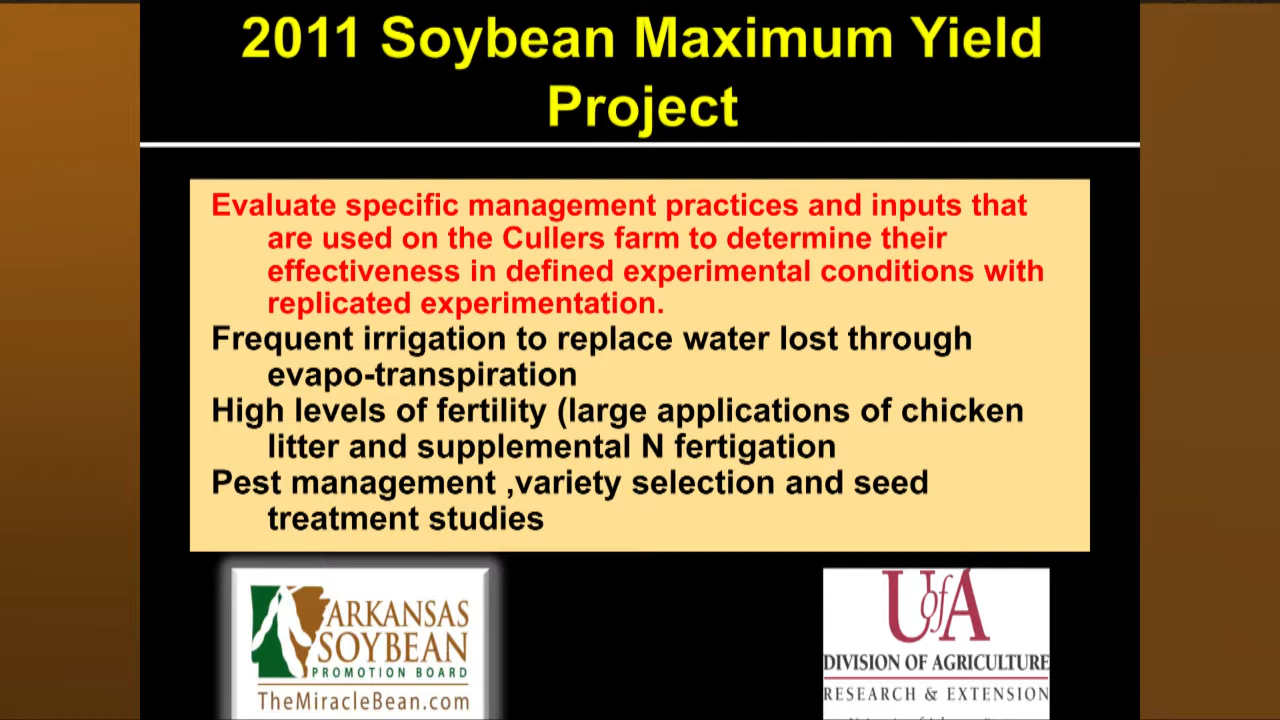 2011 Soybean Maximum Yield
Project
Evaluate specific management practices and inputs that
are used on the Cullers farm to determine their
effectiveness in defined experimental conditions with
replicated experimentation.
Frequent irrigation to replace water lost through
evapo-transpiration
High levels of fertility (large applications of chicken
litter and supplemental N fertigation
Pest management ,variety selection and seed
treatment studies
ARKANSAS
SOYBEAN
PROMOTION BOARD
TheMiracleBean.com
UofA
DIVISION OF AGRICULTURE
RESEARCH & EXTENSION